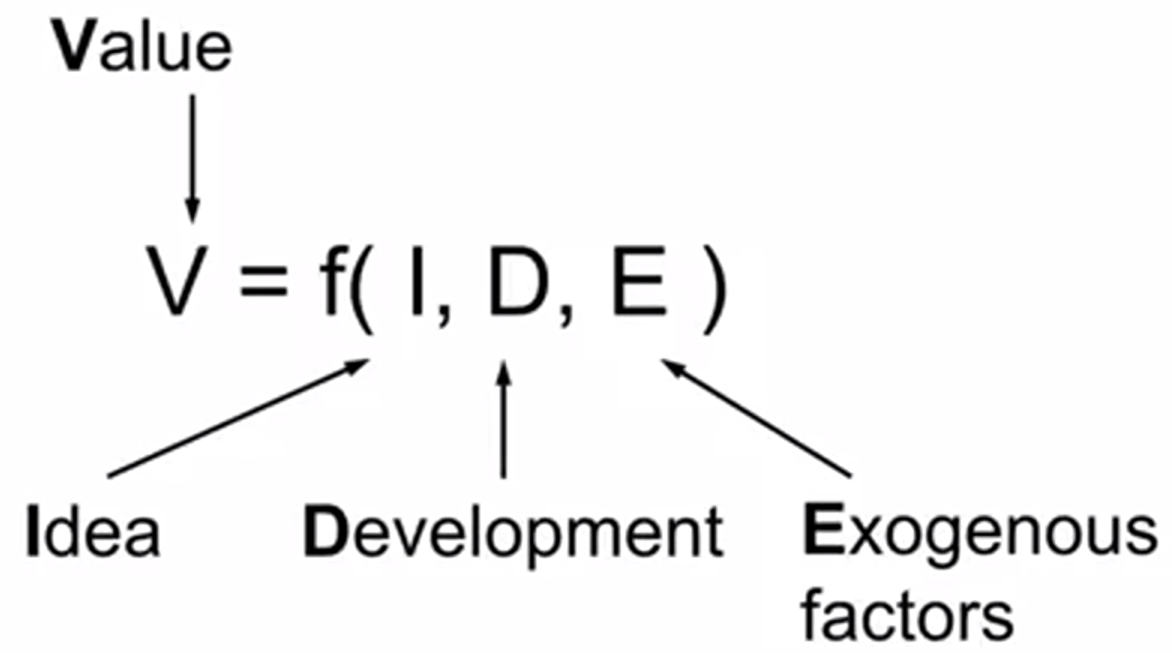 Value
V = f( I, D, E )
Idea
Development
Exogenous
factors